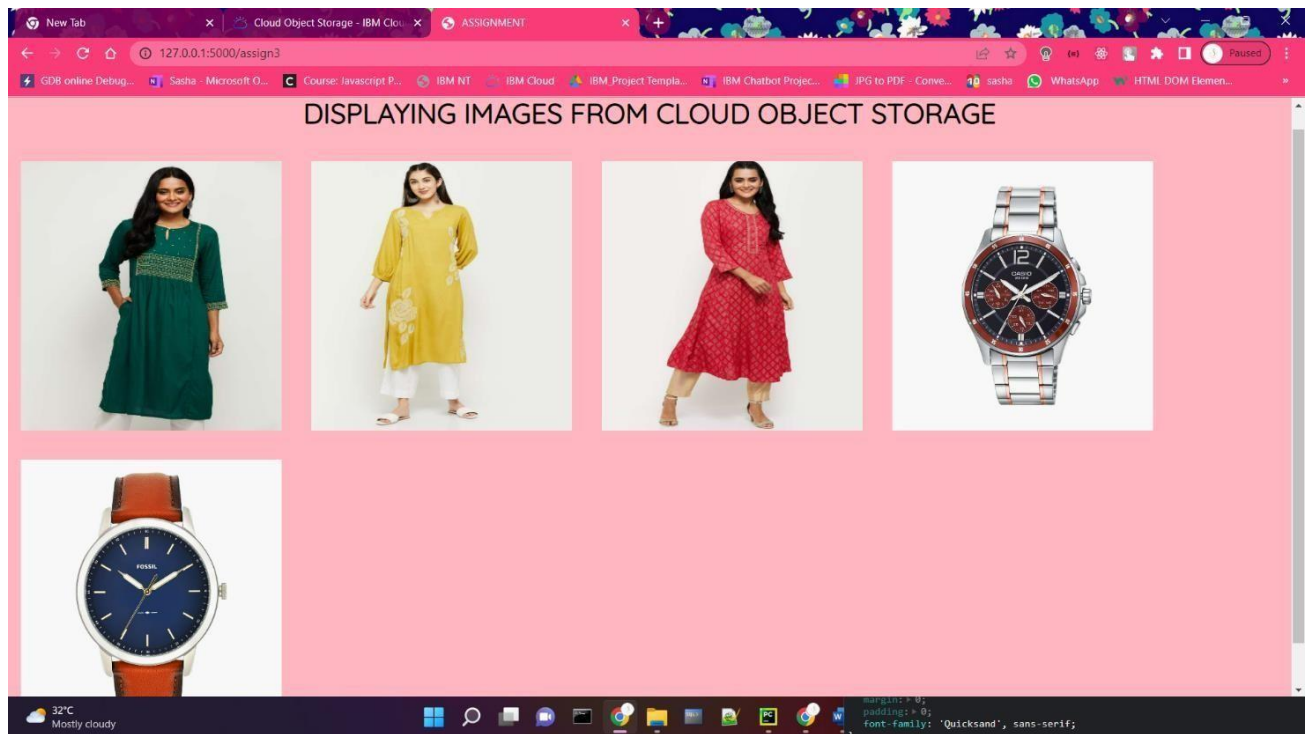 New Tab
Cloud Object Storage - IBM Clou
ASSIGNMENT
127.0.0.1:5000/assign3
Paused
GDB online Debug...
Sasha - Microsoft O...
Course: Javascript P...
IBM NT
IBM Cloud
IBM_Project Templa...
IBM Chatbot Projec...
JPG to PDF - Conve...
sasha
WhatsApp
HTML DOM Elemen...
»
DISPLAYING IMAGES FROM CLOUD OBJECT STORAGE
12
CASIO
FOSSIL
32°C
Mostly cloudy
margin: 0;
padding: 0;
font-family: 'Quicksand', sans-serif;